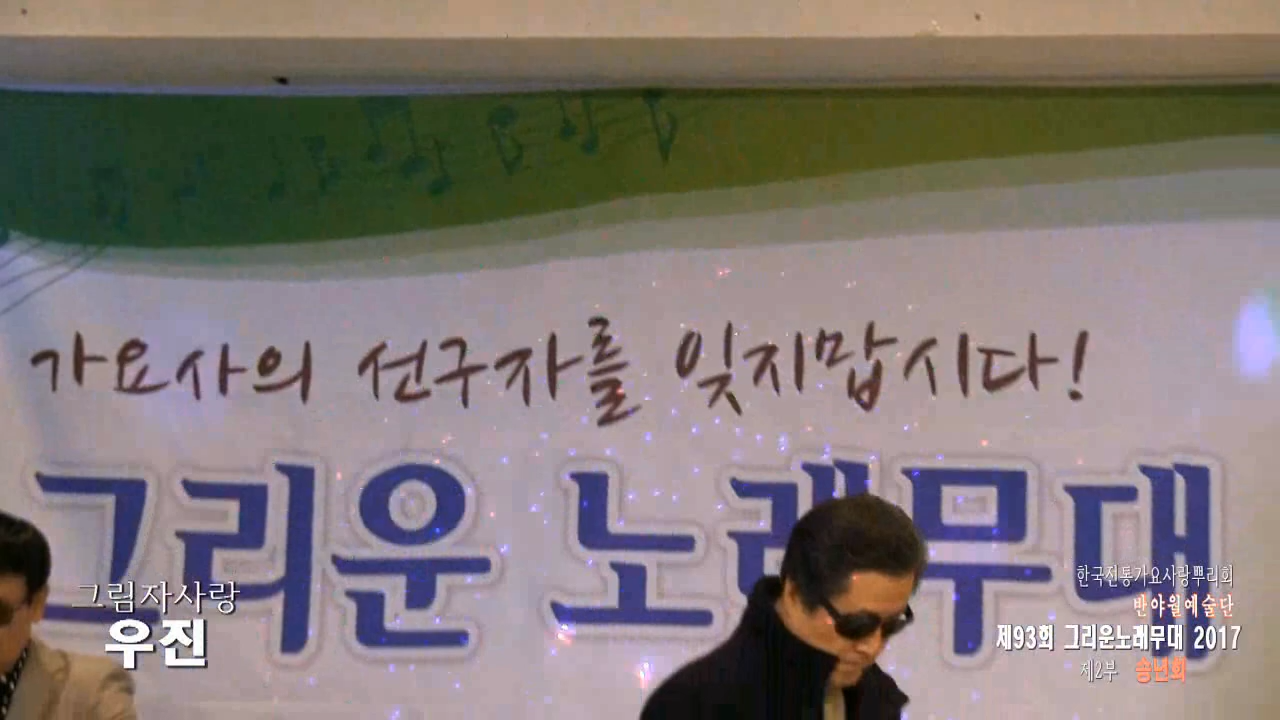 가요사의 선구자를 잊지맙시다!
그리운 노래무대
그림자사랑
우진
한국전통가요사랑뿌리회
반야월예술단
제93회 그리운노래무대 2017
제2부 송년회